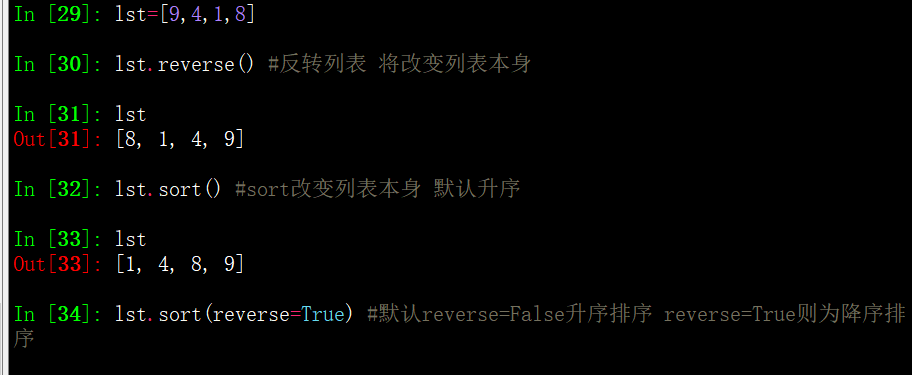 In [29]: lst=[9,4,1,8]
In [30]: lst.reverse() #反转列表 将改变列表本身
In [31]: lst
Out[31]: [8, 1, 4, 9]
In [32]: lst.sort() #sort改变列表本身 默认升序
In [33]: lst
Out[33]: [1, 4, 8, 9]
In [34]: lst.sort(reverse=True) #默认reverse=False升序排序 reverse=True则为降序排
序